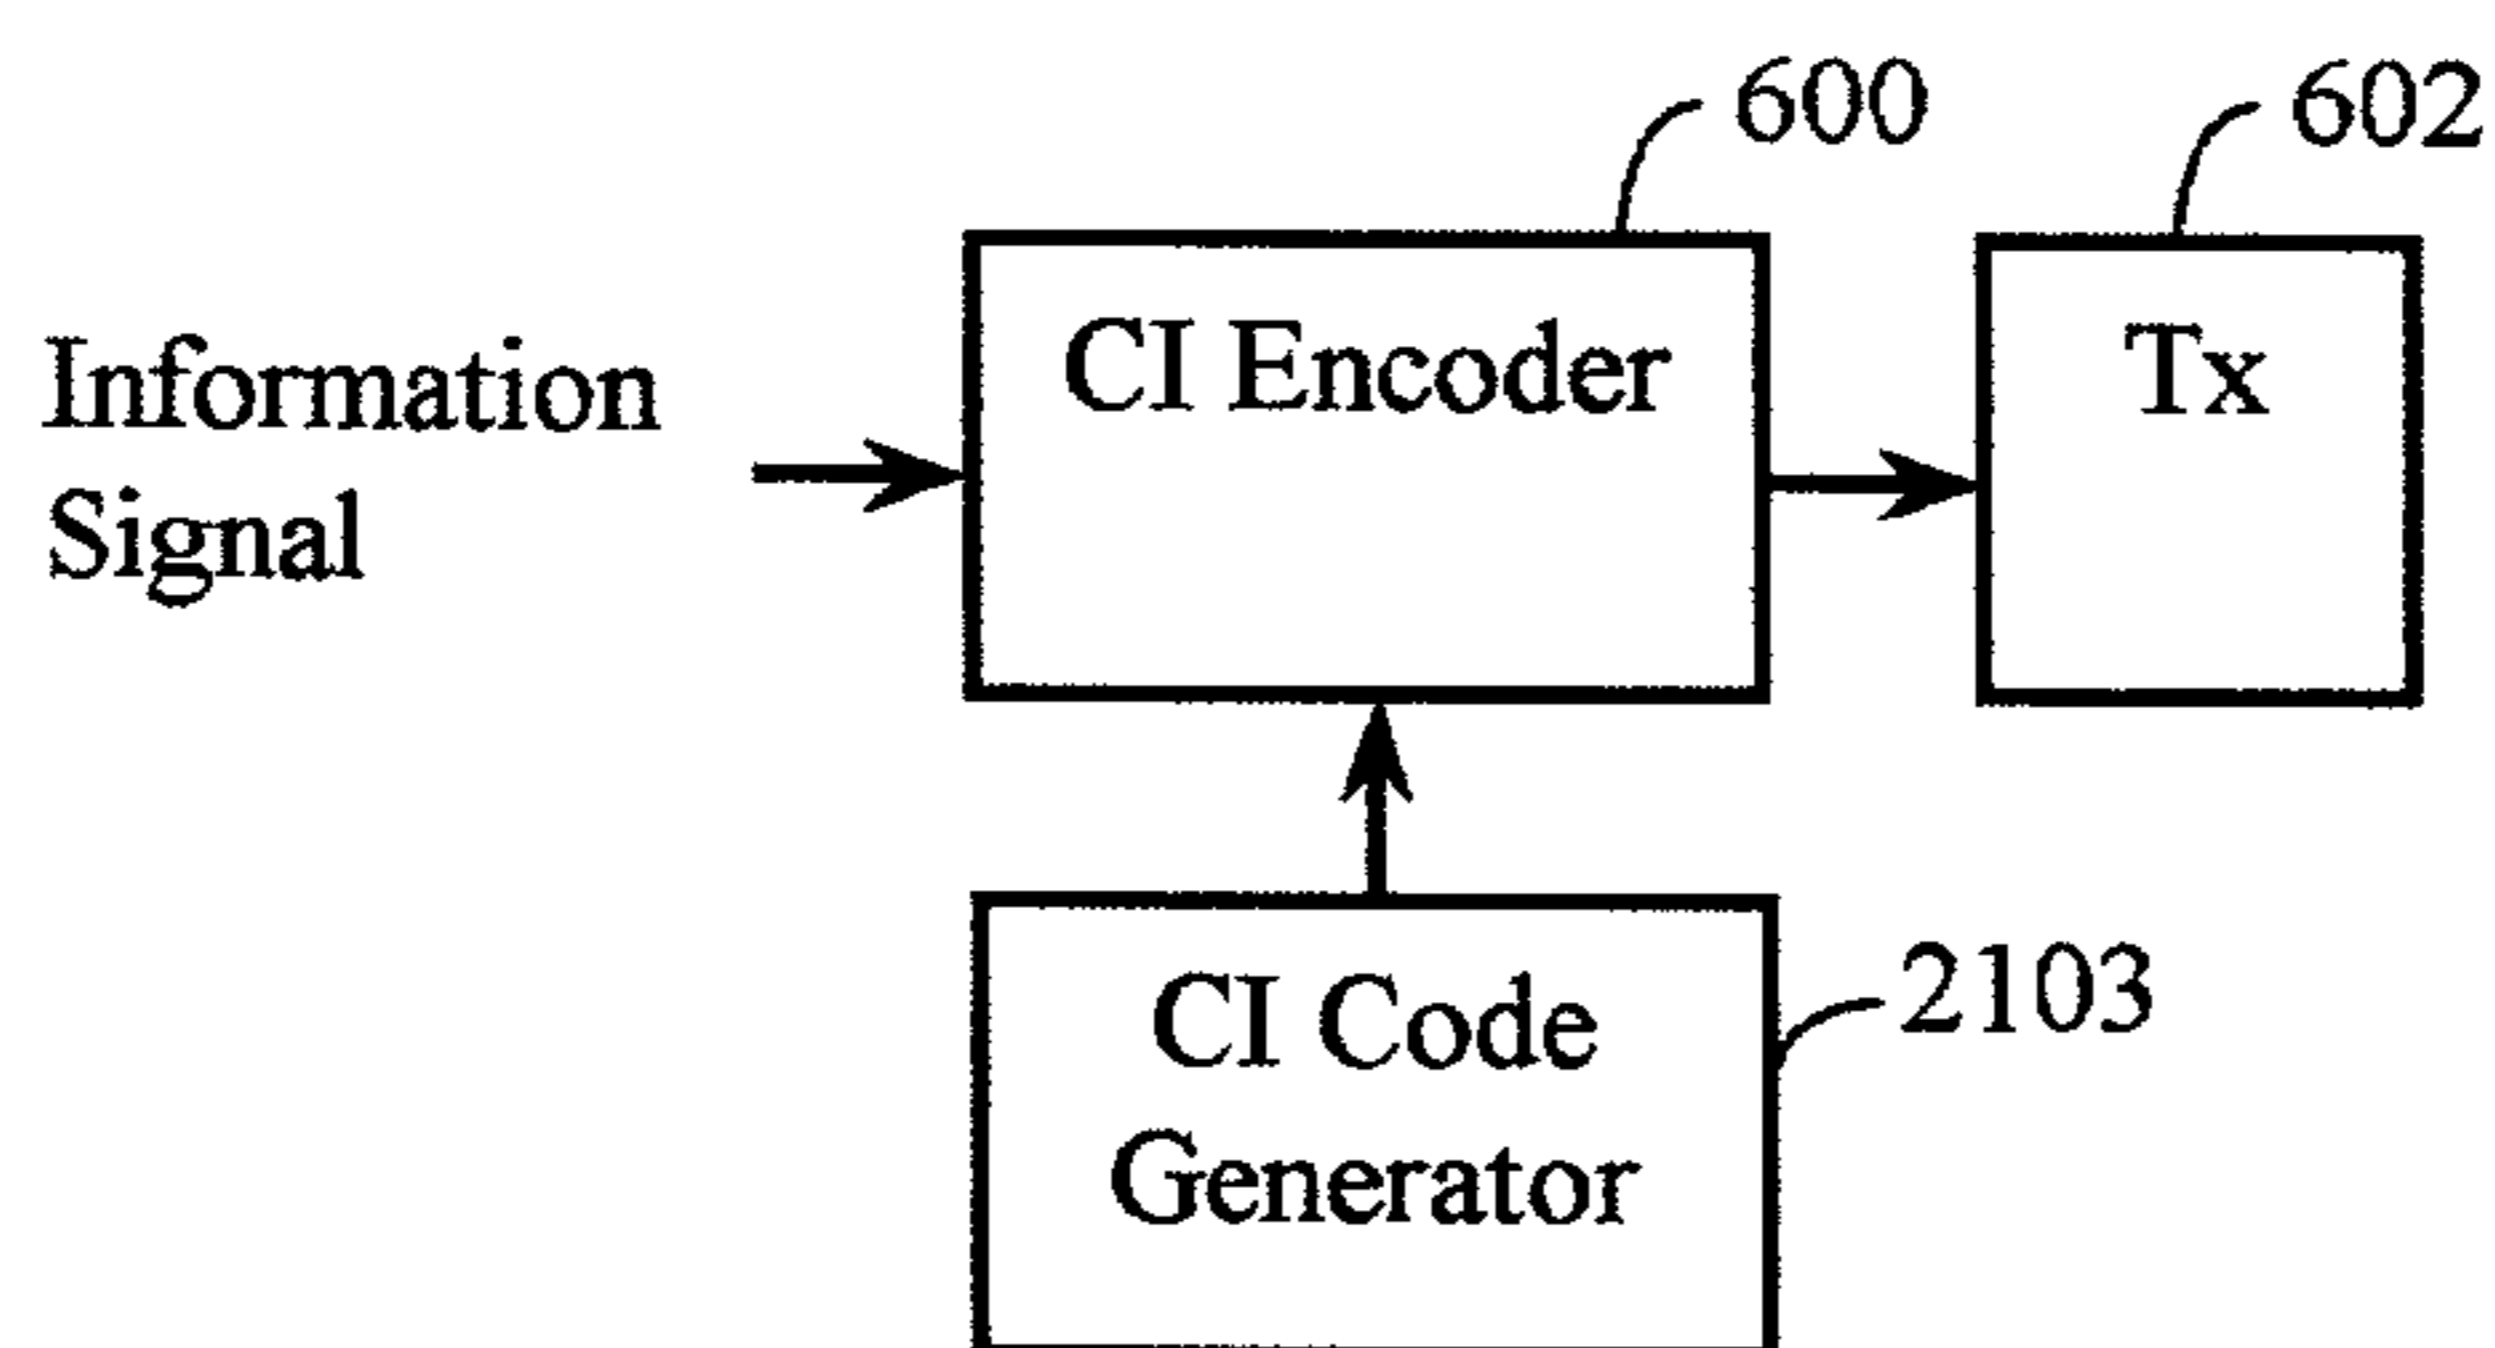 600
602
CI Encoder
Tx
Information
Signal
CI Code
Generator
2103